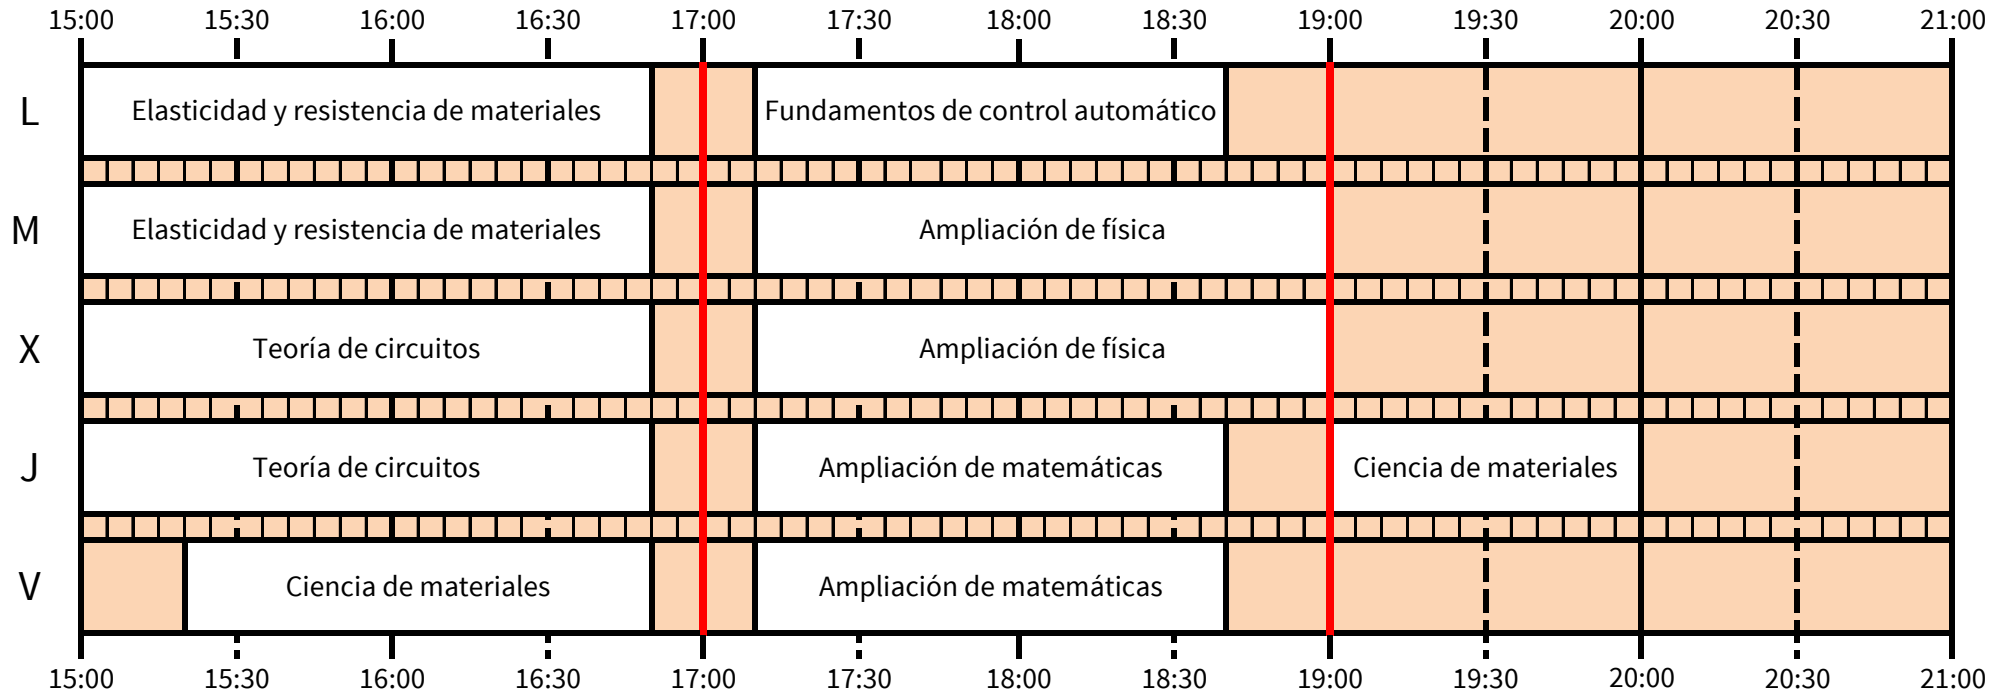 15:00 15:30 16:00 16:30 17:00 17:30 18:00 18:30 19:00 19:30 20:00 20:30 21:00
L Elasticidad y resistencia de materiales Fundamentos de control automático
M Elasticidad y resistencia de materiales Ampliación de física
X Teoría de circuitos Ampliación de física
J Teoría de circuitos Ampliación de matemáticas Ciencia de materiales
V Ciencia de materiales Ampliación de matemáticas
15:00 15:30 16:00 16:30 17:00 17:30 18:00 18:30 19:00 19:30 20:00 20:30 21:00